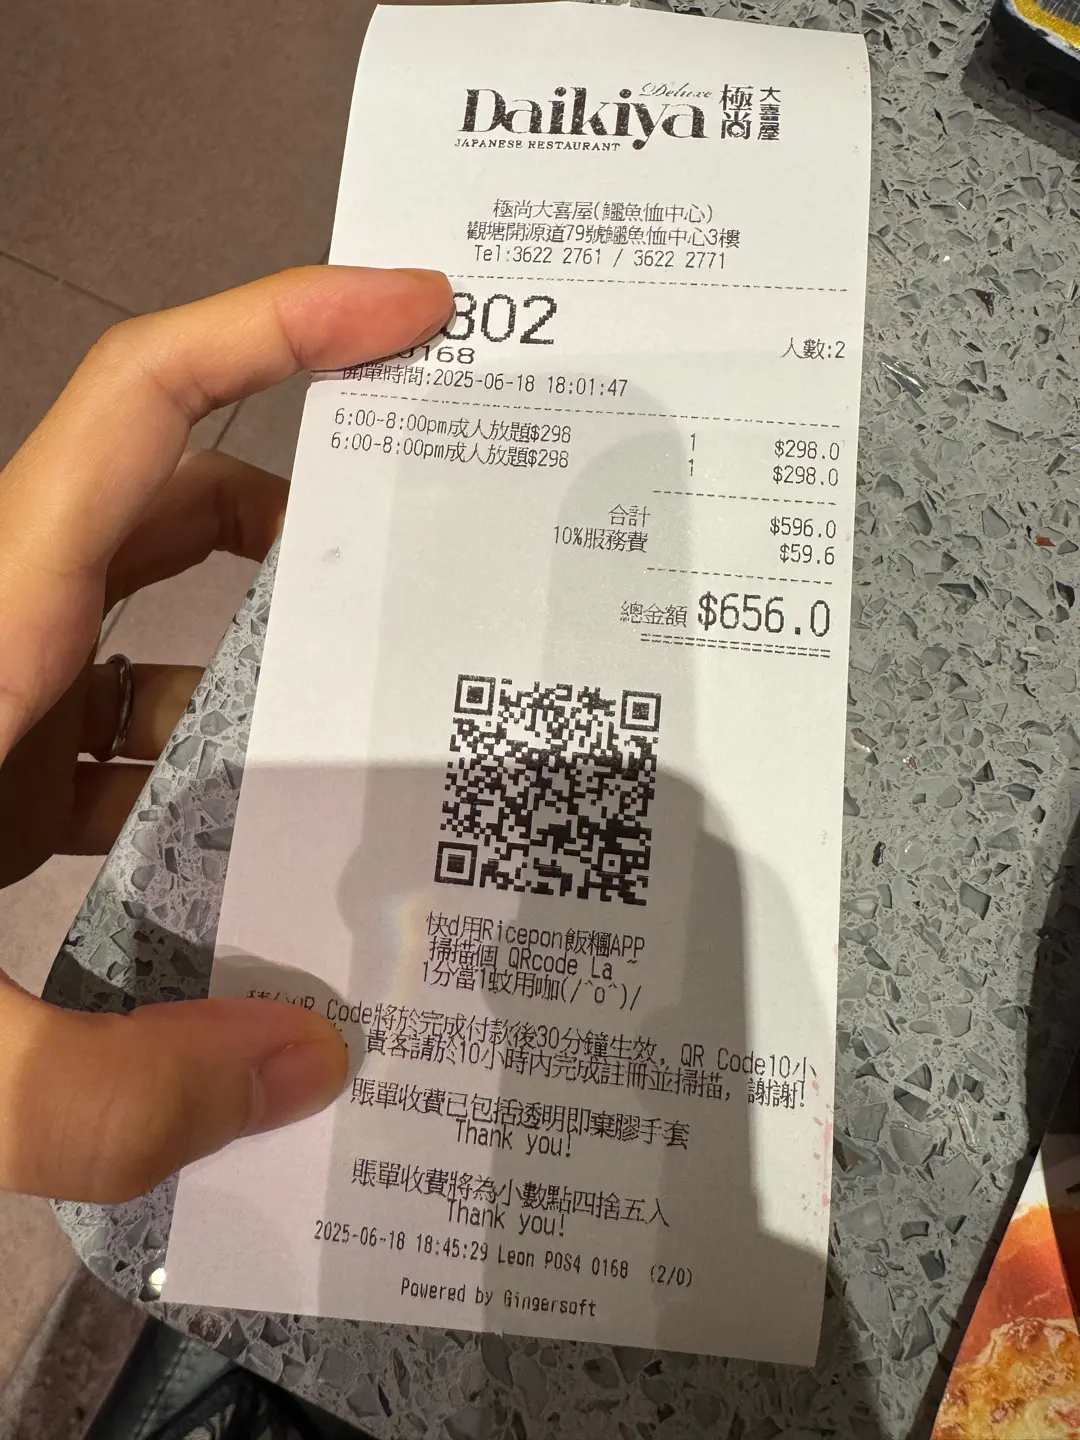 Deluxe
Daikiya 極尚大喜屋
JAPANESE RESTAURANT
極尚大喜屋(鱷魚恤中心)
觀塘開源道79號鱷魚恤中心3樓
Tel:3622 2761 / 3622 2771
802
人數:2
0168
開單時間:2025-06-18 18:01:47
6:00-8:00pm成人放題$298 1 $298.0
6:00-8:00pm成人放題$298 1 $298.0
合計 $596.0
10%服務費 $59.6
總金額 $656.0
快d用Ricepon飯糰APP
掃描個 QRcode La ~
1分當1蚊用㗎(/^o^)/
積分QR Code將於完成付款後30分鐘生效, QR Code10小
貴客請於10小時內完成註冊並掃描, 謝謝!
賬單收費已包括透明即棄膠手套
Thank you!
賬單收費將為小數點四捨五入
Thank you!
2025-06-18 18:45:29 Leon POS4 0168 (2/0)
Powered by Gingersoft